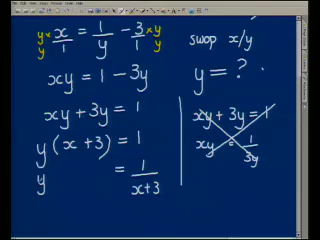 y × x/1 = 1/y - 3/1 × y
y y
xy = 1 - 3y
xy + 3y = 1
y (x + 3) = 1
y = 1/(x+3)
swop x/y
y = ?
xy + 3y = 1
xy = 1/3y